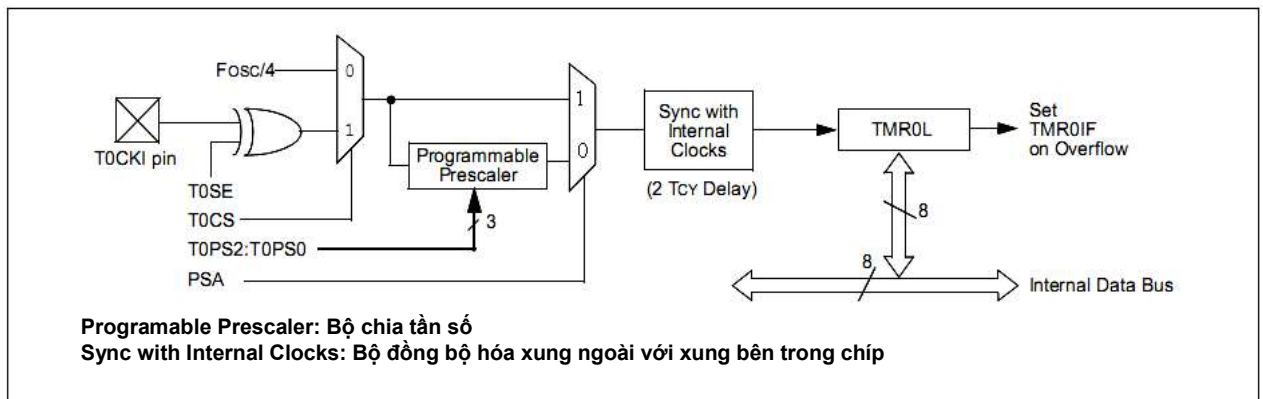 Fosc/4
0
1
T0CKI pin
T0SE
T0CS
T0PS2:T0PS0
PSA
Programmable
Prescaler
3
1
0
Sync with
Internal
Clocks
(2 TCY Delay)
TMR0L
Set
TMR0IF
on Overflow
8
8
Internal Data Bus
Programable Prescaler: Bộ chia tần số
Sync with Internal Clocks: Bộ đồng bộ hóa xung ngoài với xung bên trong chíp